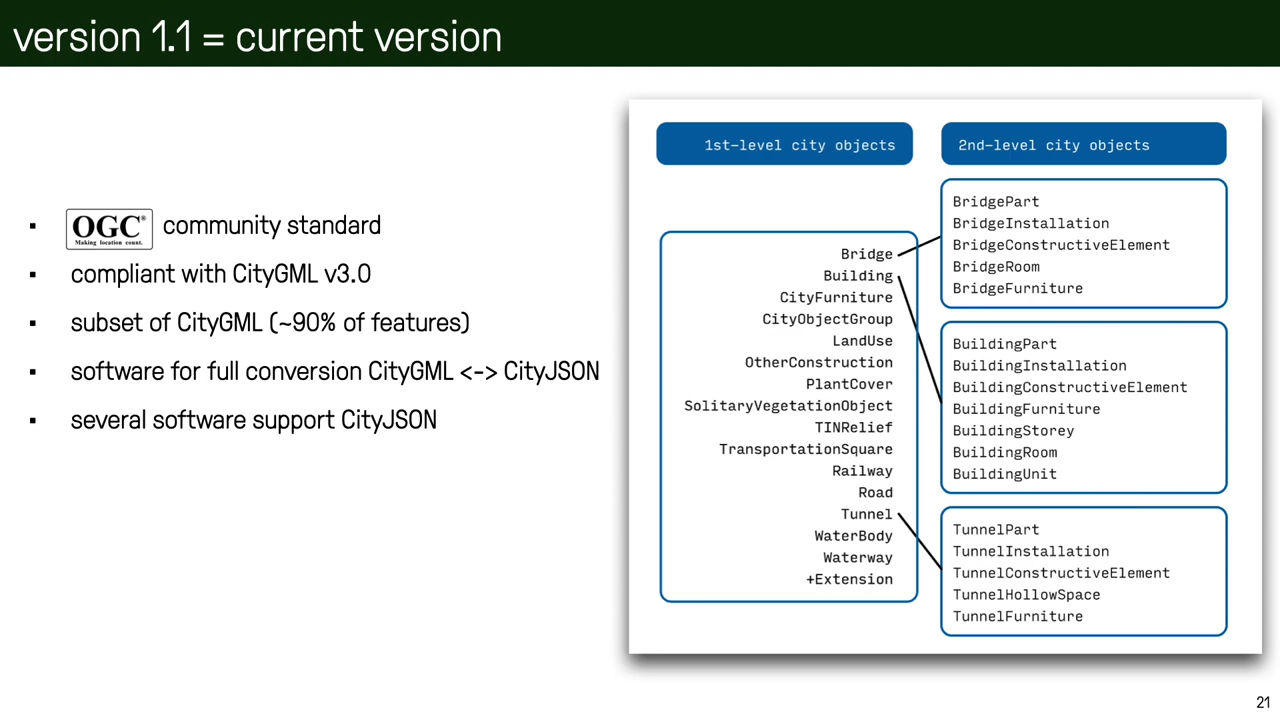 version 1.1 = current version
▪ OGC® community standard
Making location count.
▪ compliant with CityGML v3.0
▪ subset of CityGML (~90% of features)
▪ software for full conversion CityGML <-> CityJSON
▪ several software support CityJSON
1st-level city objects
Bridge
Building
CityFurniture
CityObjectGroup
LandUse
OtherConstruction
PlantCover
SolitaryVegetationObject
TINRelief
TransportationSquare
Railway
Road
Tunnel
WaterBody
Waterway
+Extension
2nd-level city objects
BridgePart
BridgeInstallation
BridgeConstructiveElement
BridgeRoom
BridgeFurniture
BuildingPart
BuildingInstallation
BuildingConstructiveElement
BuildingFurniture
BuildingStorey
BuildingRoom
BuildingUnit
TunnelPart
TunnelInstallation
TunnelConstructiveElement
TunnelHollowSpace
TunnelFurniture
21